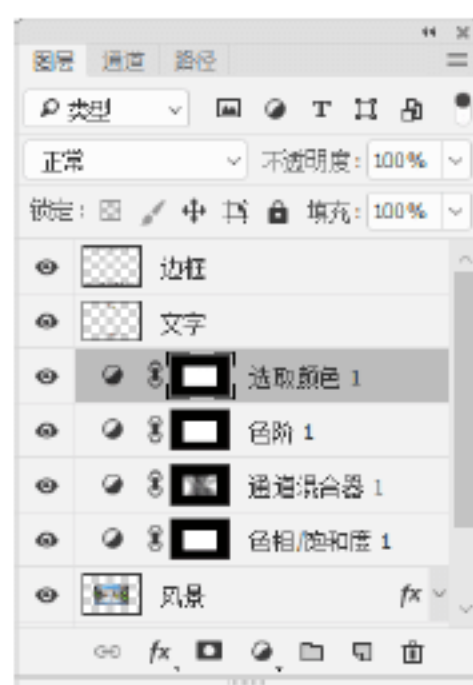 图层 通道 路径
类型
正常 不透明度: 100%
锁定: 填充: 100%
边框
文字
选取颜色 1
色阶 1
通道混合器 1
色相/饱和度 1
风景 fx
fx